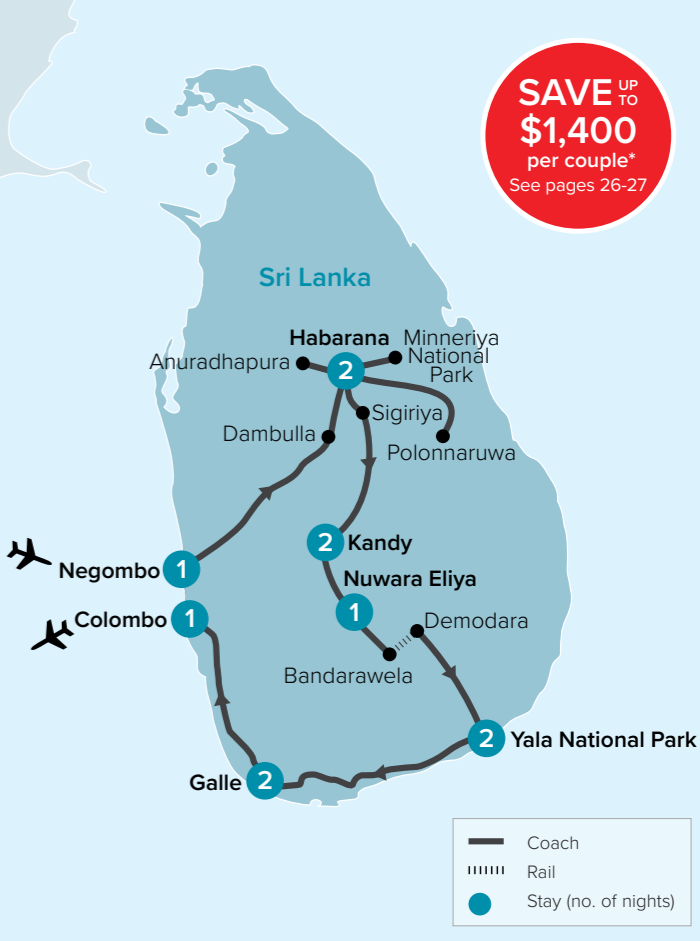 SAVE UP TO
$1,400
per couple*
See pages 26-27
Sri Lanka
Habarana
2
Minneriya
National
Park
Anuradhapura
Sigiriya
Dambulla
Polonnaruwa
2 Kandy
Negombo 1
Nuwara Eliya
1
Colombo 1
Demodara
Bandarawela
2 Yala National Park
Galle 2
Coach
Rail
Stay (no. of nights)